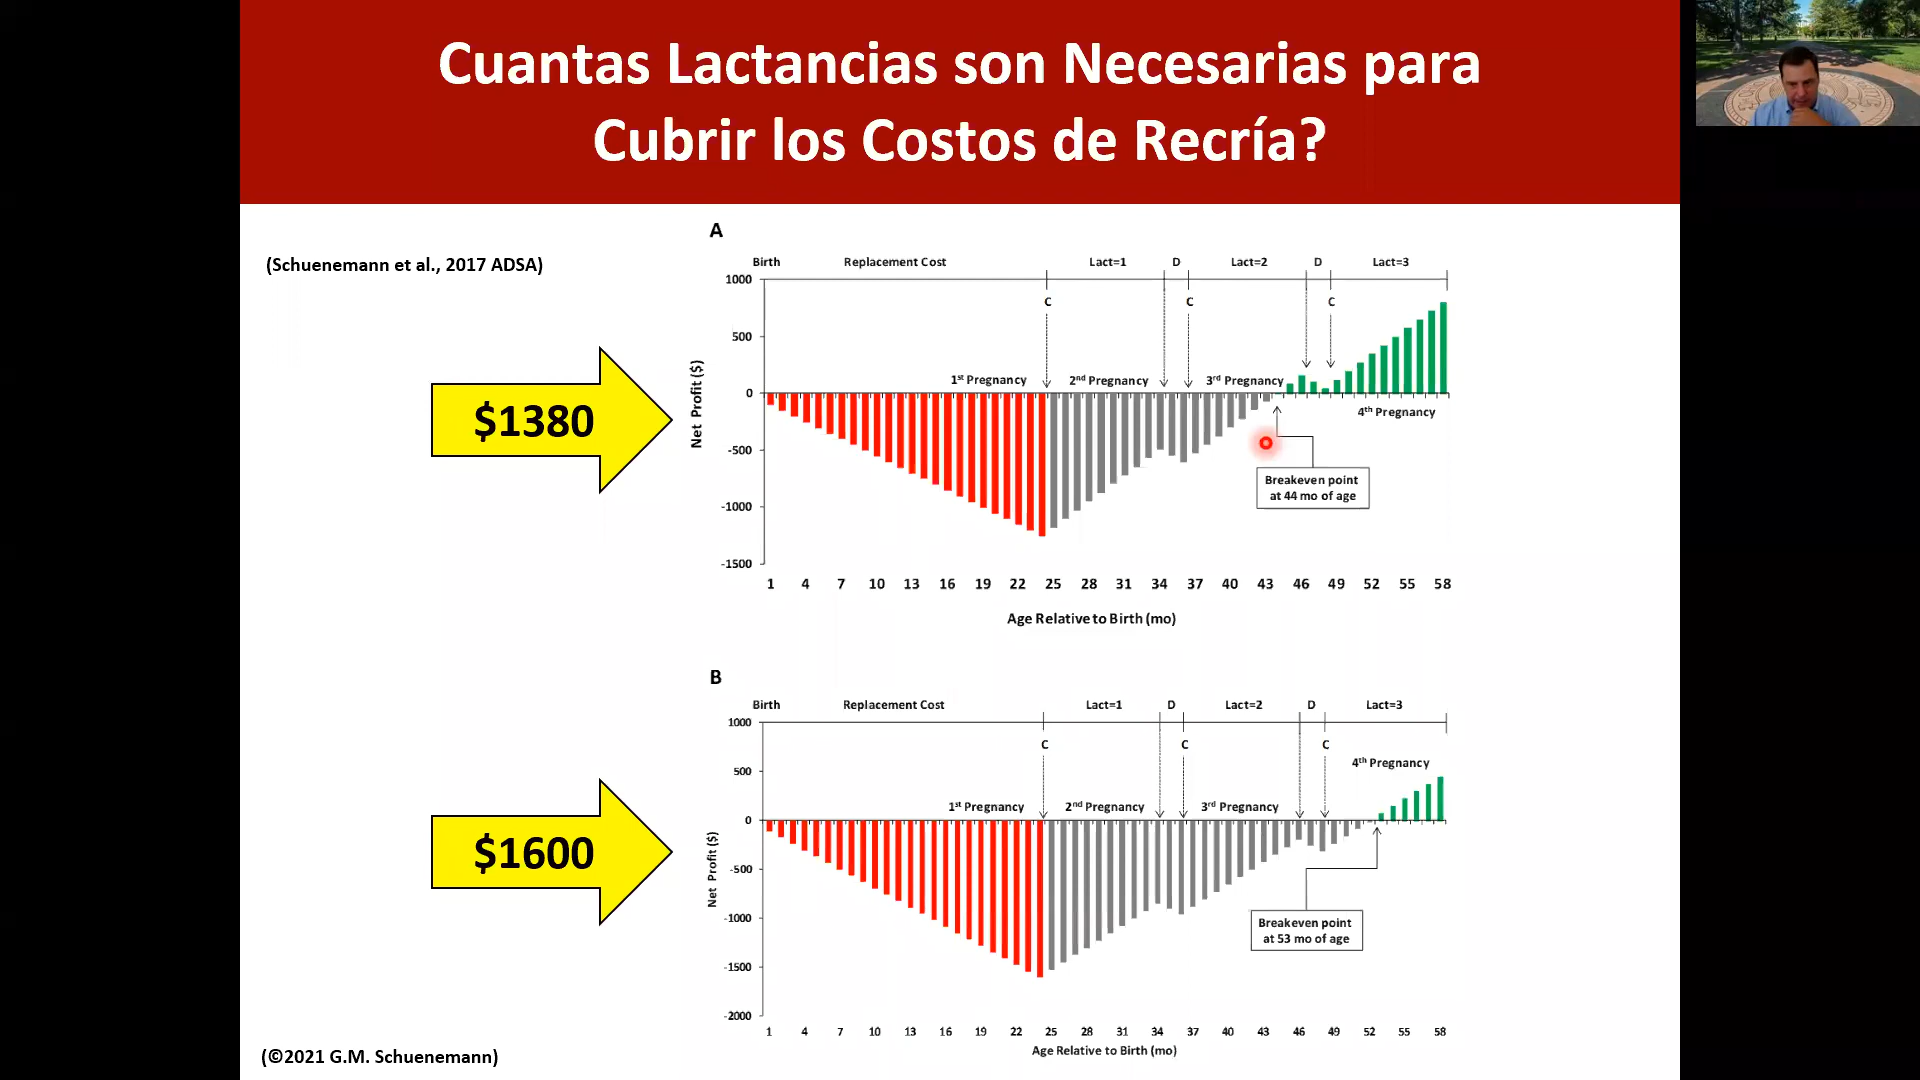 Cuantas Lactancias son Necesarias para
Cubrir los Costos de Recría?
(Schuenemann et al., 2017 ADSA)
$1380
A
Birth Replacement Cost Lact=1 D Lact=2 D Lact=3
C C C
1st Pregnancy 2nd Pregnancy 3rd Pregnancy
4th Pregnancy
Breakeven point
at 44 mo of age
Net Profit ($)
1000
500
0
-500
-1000
-1500
1 4 7 10 13 16 19 22 25 28 31 34 37 40 43 46 49 52 55 58
Age Relative to Birth (mo)
$1600
B
Birth Replacement Cost Lact=1 D Lact=2 D Lact=3
C C C
4th Pregnancy
1st Pregnancy 2nd Pregnancy 3rd Pregnancy
Breakeven point
at 53 mo of age
Net Profit ($)
1000
500
0
-500
-1000
-1500
-2000
1 4 7 10 13 16 19 22 25 28 31 34 37 40 43 46 49 52 55 58
Age Relative to Birth (mo)
(©2021 G.M. Schuenemann)